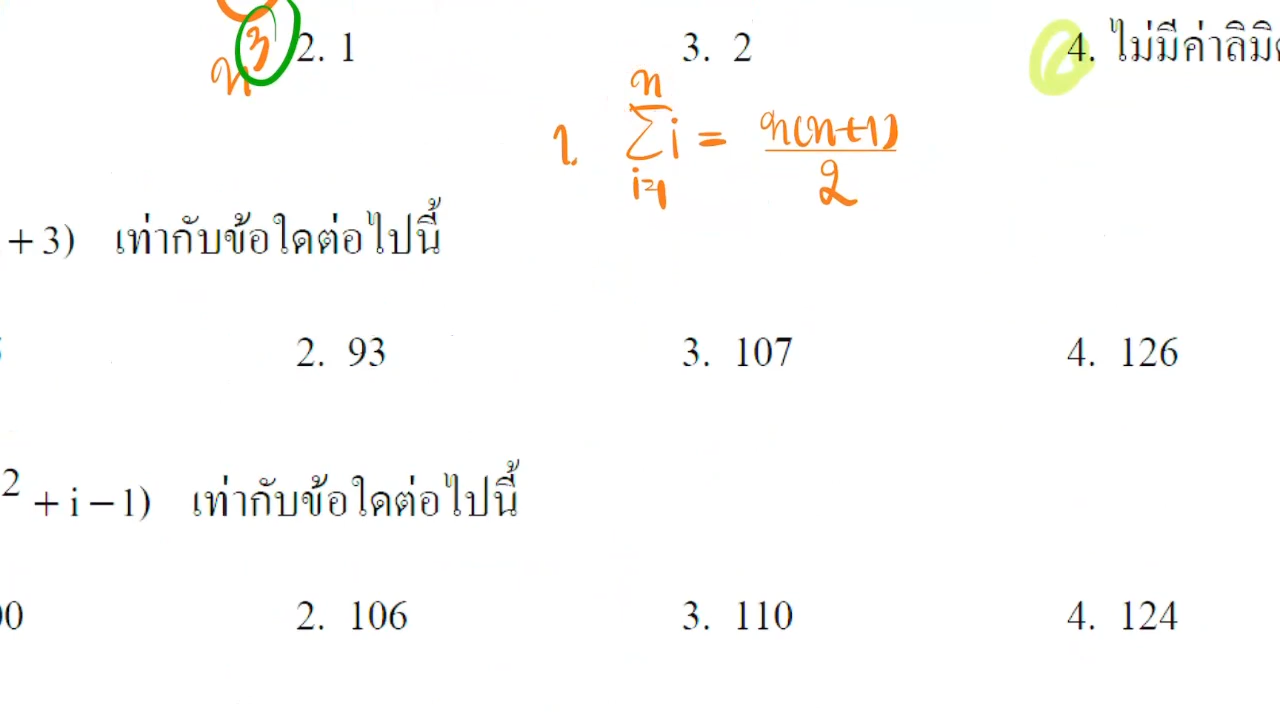 3 2. 1 3. 2 4. ไม่มีค่าลิมิต
n
1. n ∑ i=1 i = n(n+1) / 2
+ 3) เท่ากับข้อใดต่อไปนี้
2. 93 3. 107 4. 126
2 + i – 1) เท่ากับข้อใดต่อไปนี้
00 2. 106 3. 110 4. 124